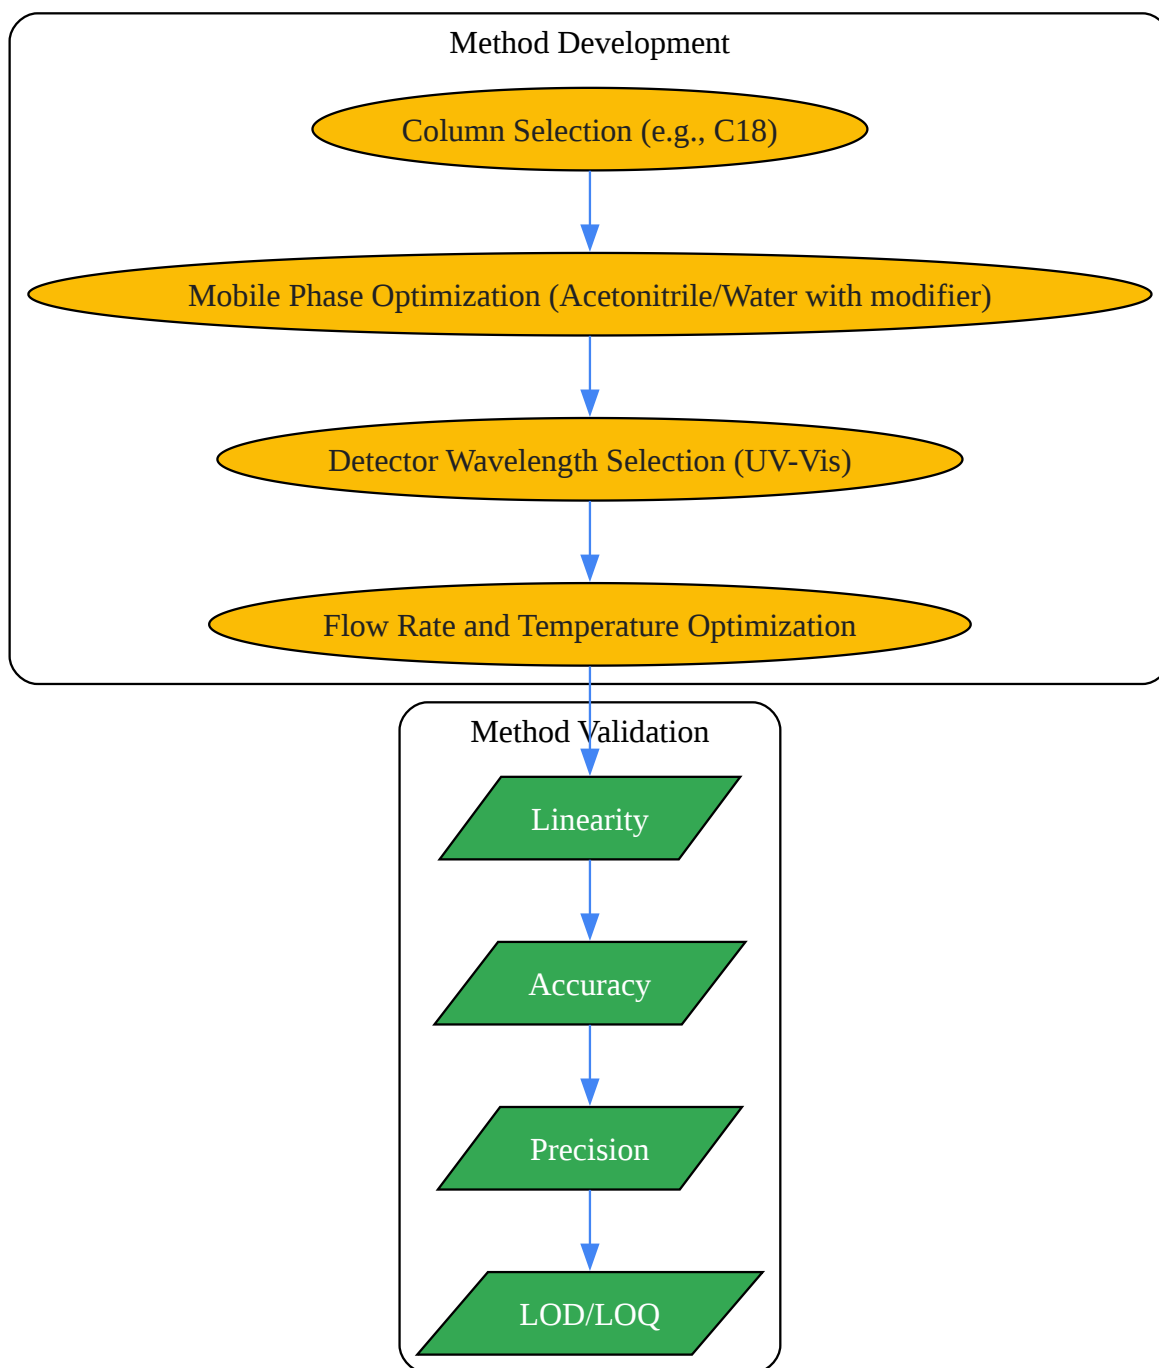 Method Development
Column Selection (e.g., C18)
Mobile Phase Optimization (Acetonitrile/Water with modifier)
Detector Wavelength Selection (UV-Vis)
Flow Rate and Temperature Optimization
Method Validation
Linearity
Accuracy
Precision
LOD/LOQ